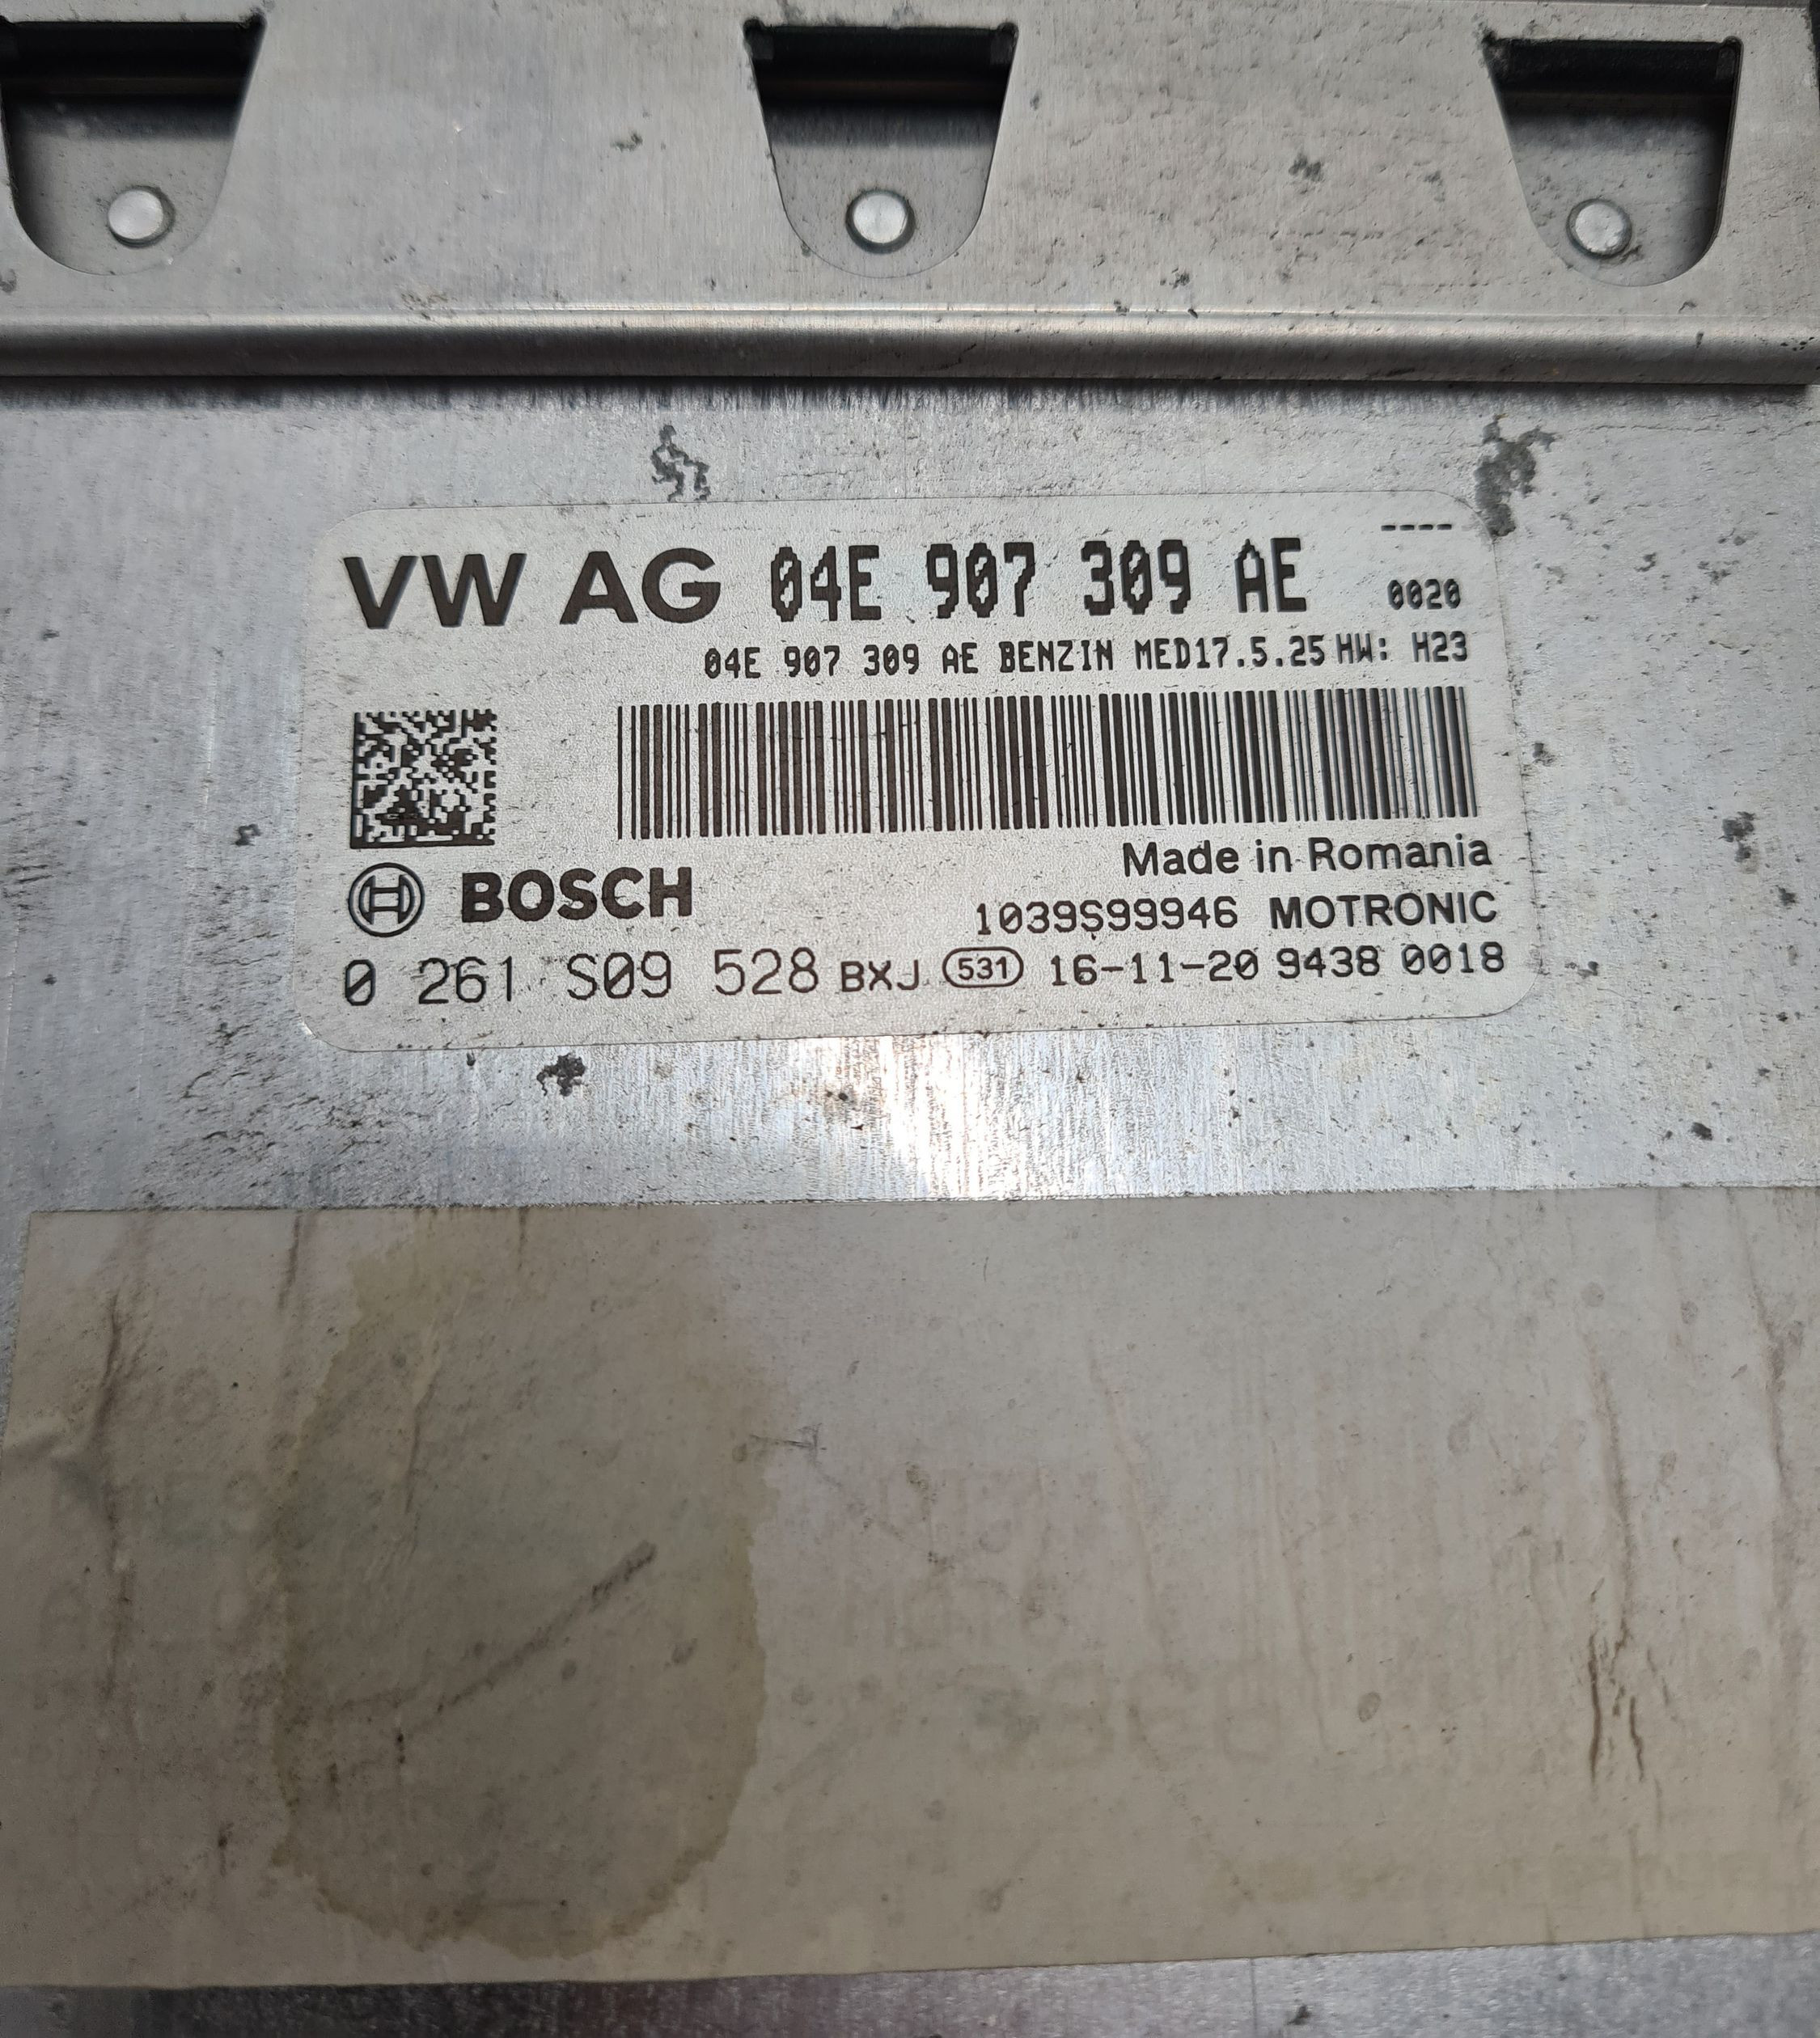 ----
VW AG 04E 907 309 AE 0020
04E 907 309 AE BENZIN MED17.5.25 HW: H23
Made in Romania
BOSCH
1039S99946 MOTRONIC
0 261 S09 528 BXJ 531 16-11-20 9438 0018